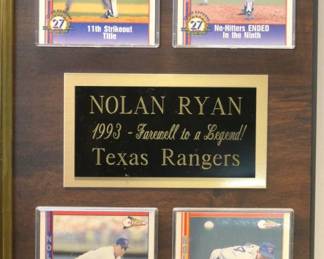 27
11th Strikeout
Title
27
No-Hitters ENDED
In the Ninth
NOLAN RYAN
1993 - Farewell to a Legend!
Texas Rangers